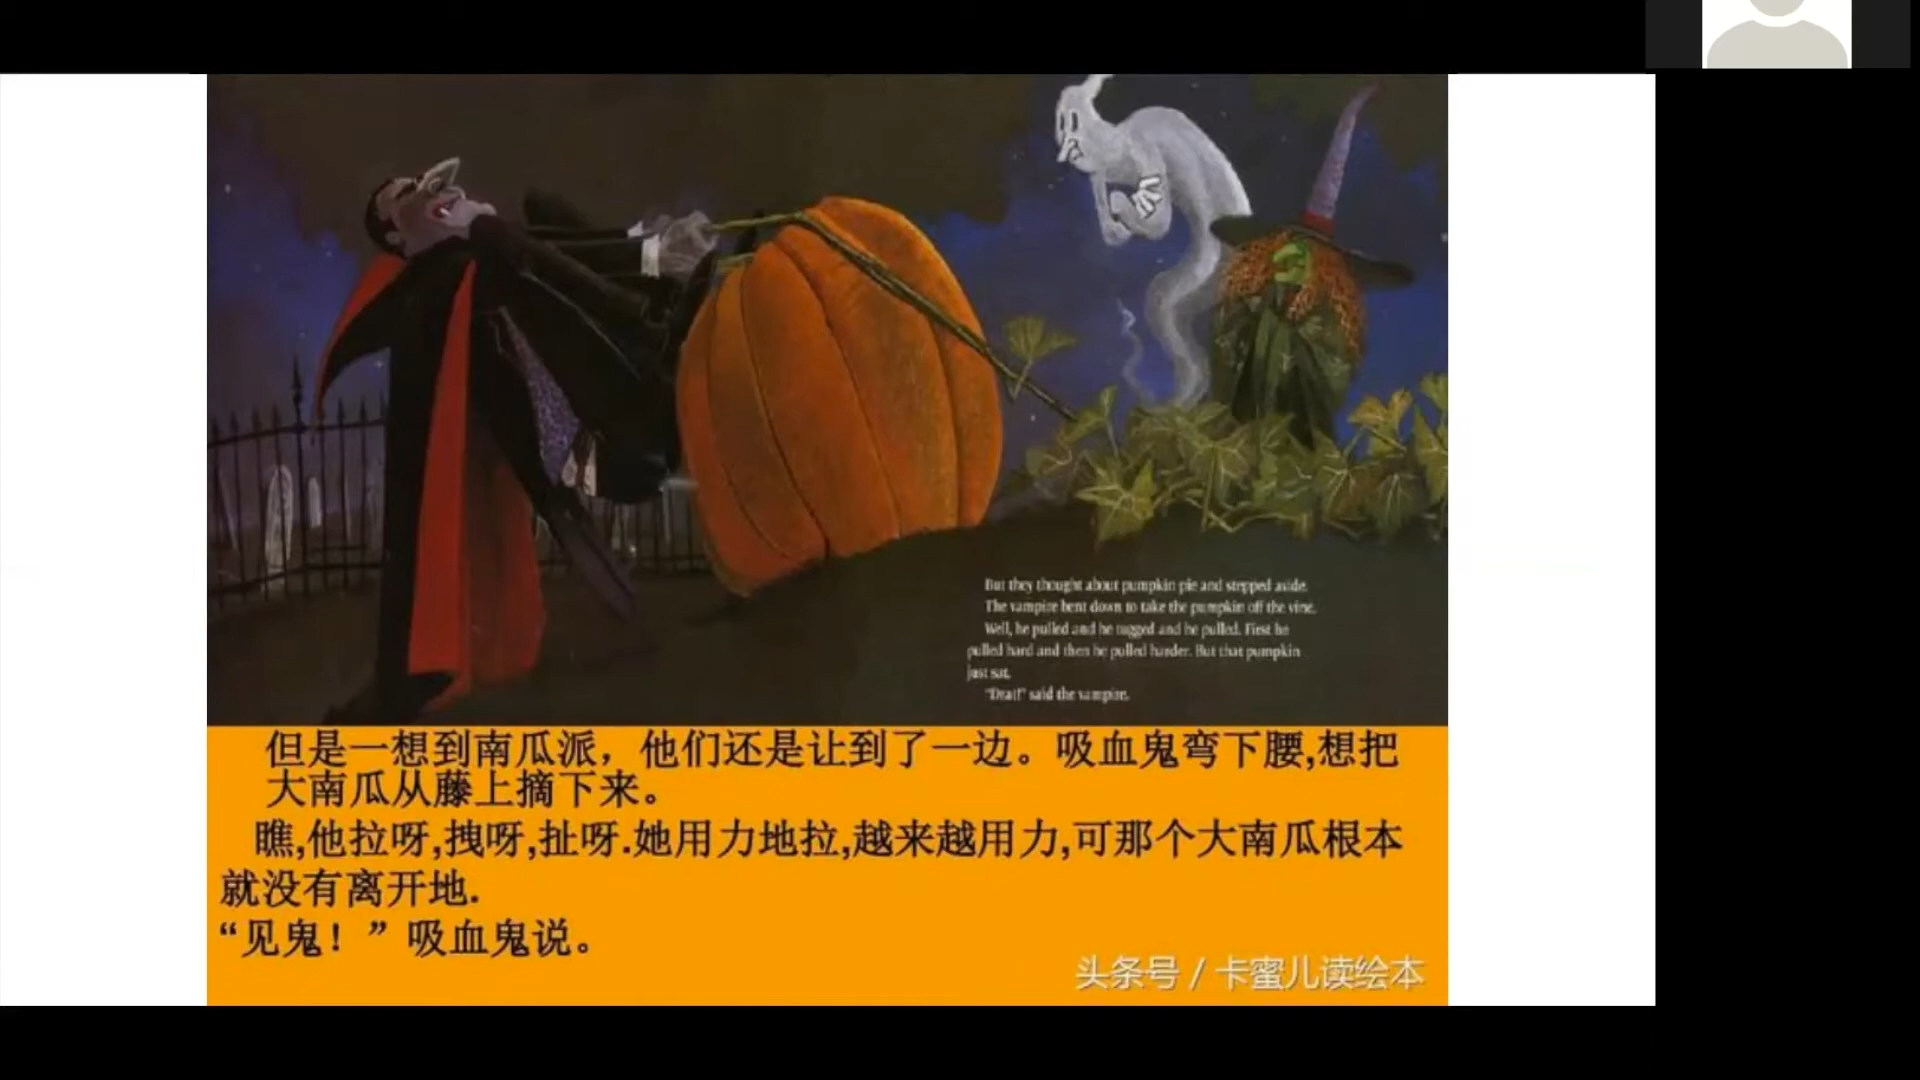 But they thought about pumpkin pie and stepped aside.
The vampire bent down to take the pumpkin off the vine.
Well, he pulled and he tugged and he pulled. First he
pulled hard and then he pulled harder. But that pumpkin
just sat.
"Drat!" said the vampire.
但是一想到南瓜派，他们还是让到了一边。吸血鬼弯下腰,想把
大南瓜从藤上摘下来。
瞧,他拉呀,拽呀,扯呀.她用力地拉,越来越用力,可那个大南瓜根本
就没有离开地.
“见鬼！”吸血鬼说。
头条号 / 卡蜜儿读绘本